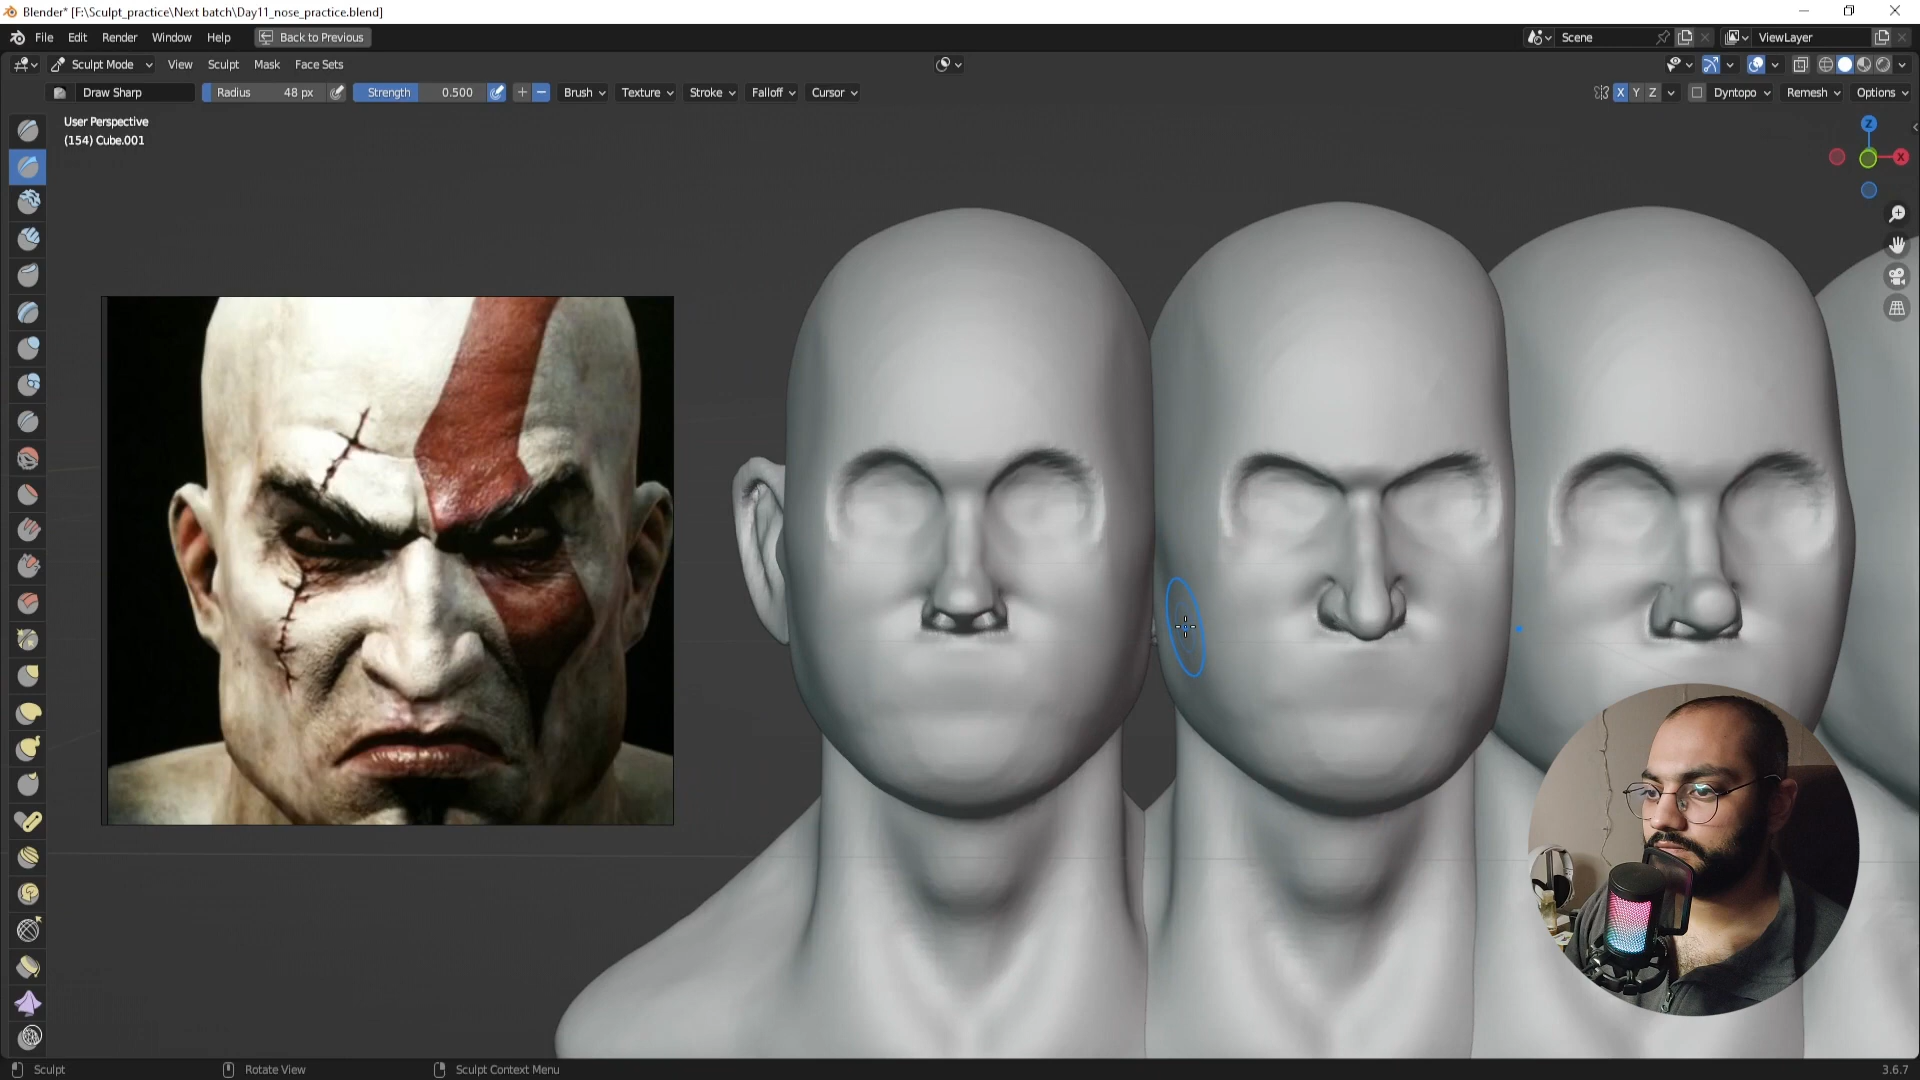 Blender* [F:\Sculpt_practice\Next batch\Day11_nose_practice.blend]
File Edit Render Window Help Back to Previous Scene ViewLayer
Sculpt Mode View Sculpt Mask Face Sets
Draw Sharp Radius 48 px Strength 0.500 Brush Texture Stroke Falloff Cursor X Y Z Dyntopo Remesh Options
User Perspective
(154) Cube.001
Z
X
Sculpt Rotate View Sculpt Context Menu 3.6.7